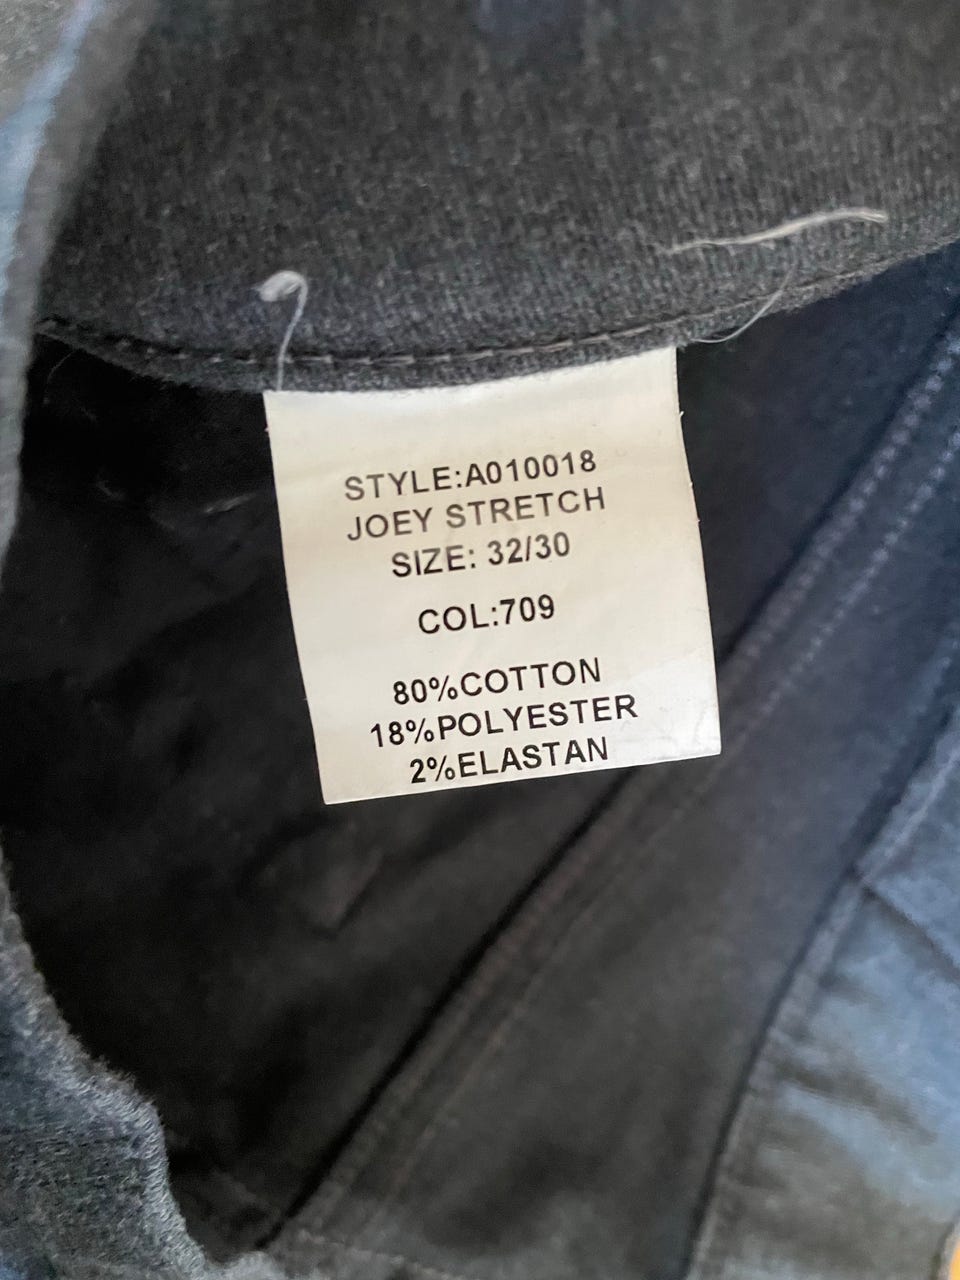 STYLE:A010018
JOEY STRETCH
SIZE: 32/30
COL:709
80%COTTON
18%POLYESTER
2%ELASTAN